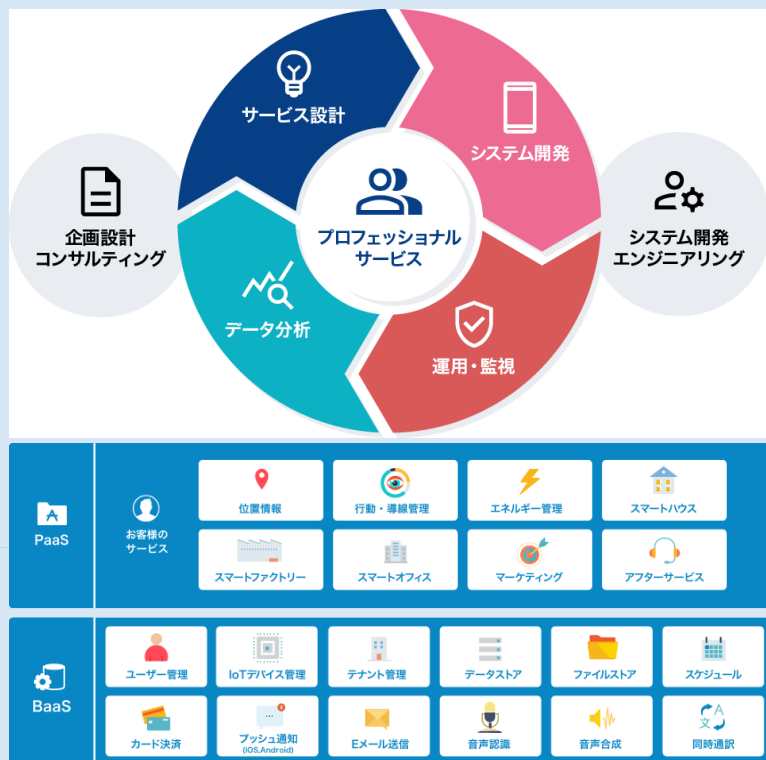 サービス設計
システム開発
企画設計
コンサルティング
プロフェッショナル
サービス
システム開発
エンジニアリング
データ分析
運用・監視
PaaS
お客様の
サービス
位置情報
行動・導線管理
エネルギー管理
スマートハウス
スマートファクトリー
スマートオフィス
マーケティング
アフターサービス
BaaS
ユーザー管理
IoTデバイス管理
テナント管理
データストア
ファイルストア
スケジュール
カード決済
プッシュ通知
(iOS,Android)
Eメール送信
音声認識
音声合成
A
文
同時通訳